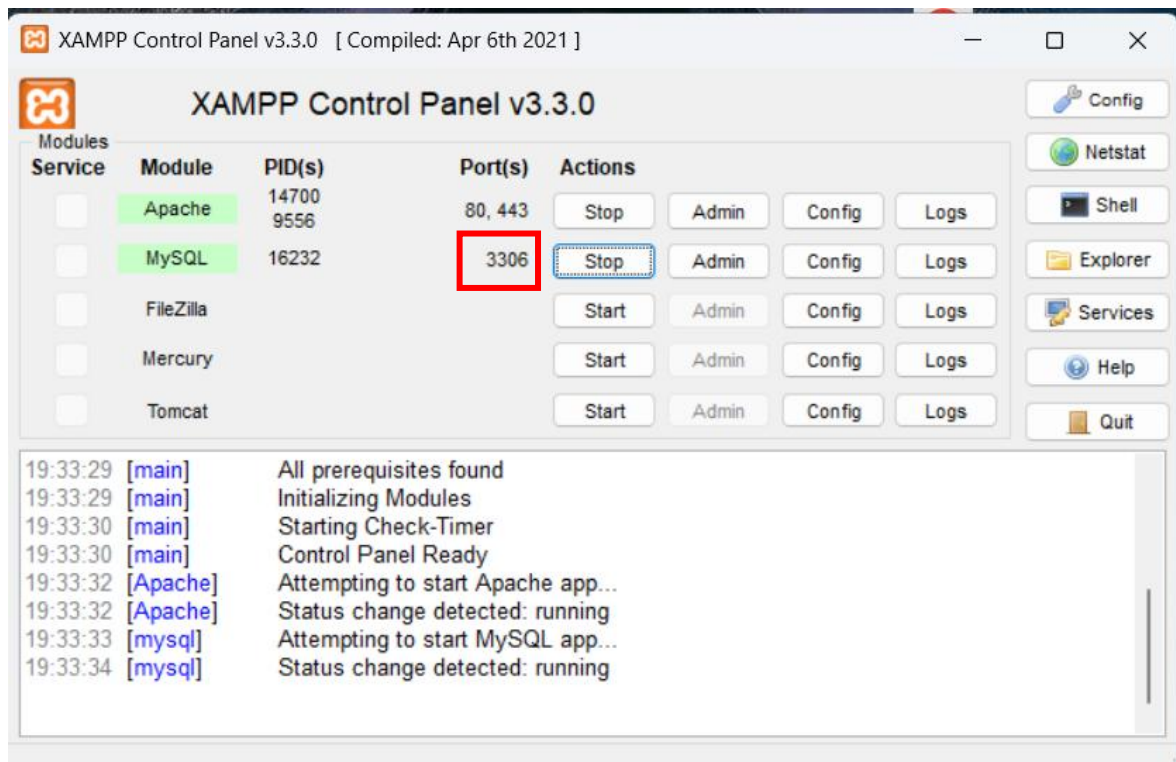 XAMPP Control Panel v3.3.0 [ Compiled: Apr 6th 2021 ]
XAMPP Control Panel v3.3.0
Config
Modules
Service Module PID(s) Port(s) Actions
Netstat
Apache 14700 9556 80, 443 Stop Admin Config Logs
Shell
MySQL 16232 3306 Stop Admin Config Logs
Explorer
FileZilla Start Admin Config Logs
Services
Mercury Start Admin Config Logs
Help
Tomcat Start Admin Config Logs
Quit
19:33:29 [main] All prerequisites found
19:33:29 [main] Initializing Modules
19:33:30 [main] Starting Check-Timer
19:33:30 [main] Control Panel Ready
19:33:32 [Apache] Attempting to start Apache app...
19:33:32 [Apache] Status change detected: running
19:33:33 [mysql] Attempting to start MySQL app...
19:33:34 [mysql] Status change detected: running